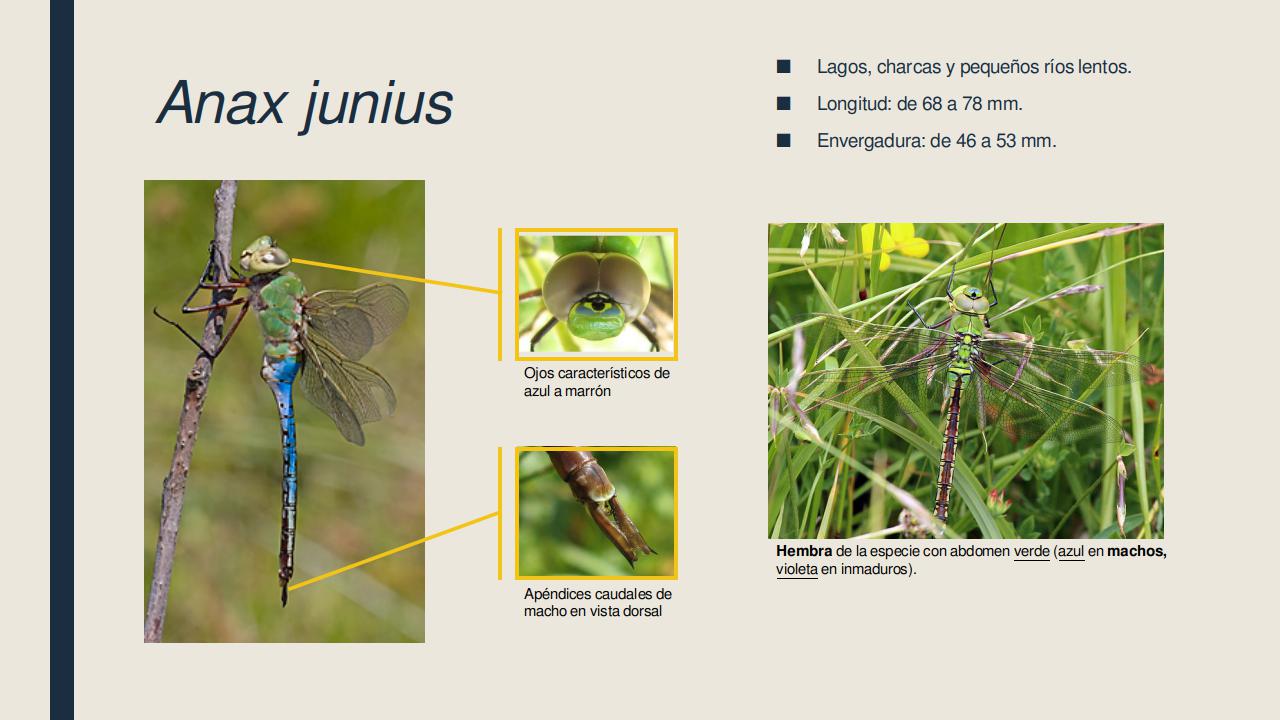 Anax junius
Lagos, charcas y pequeños ríos lentos.
Longitud: de 68 a 78 mm.
Envergadura: de 46 a 53 mm.
Ojos característicos de
azul a marrón
Apéndices caudales de
macho en vista dorsal
Hembra de la especie con abdomen verde (azul en machos,
violeta en inmaduros).